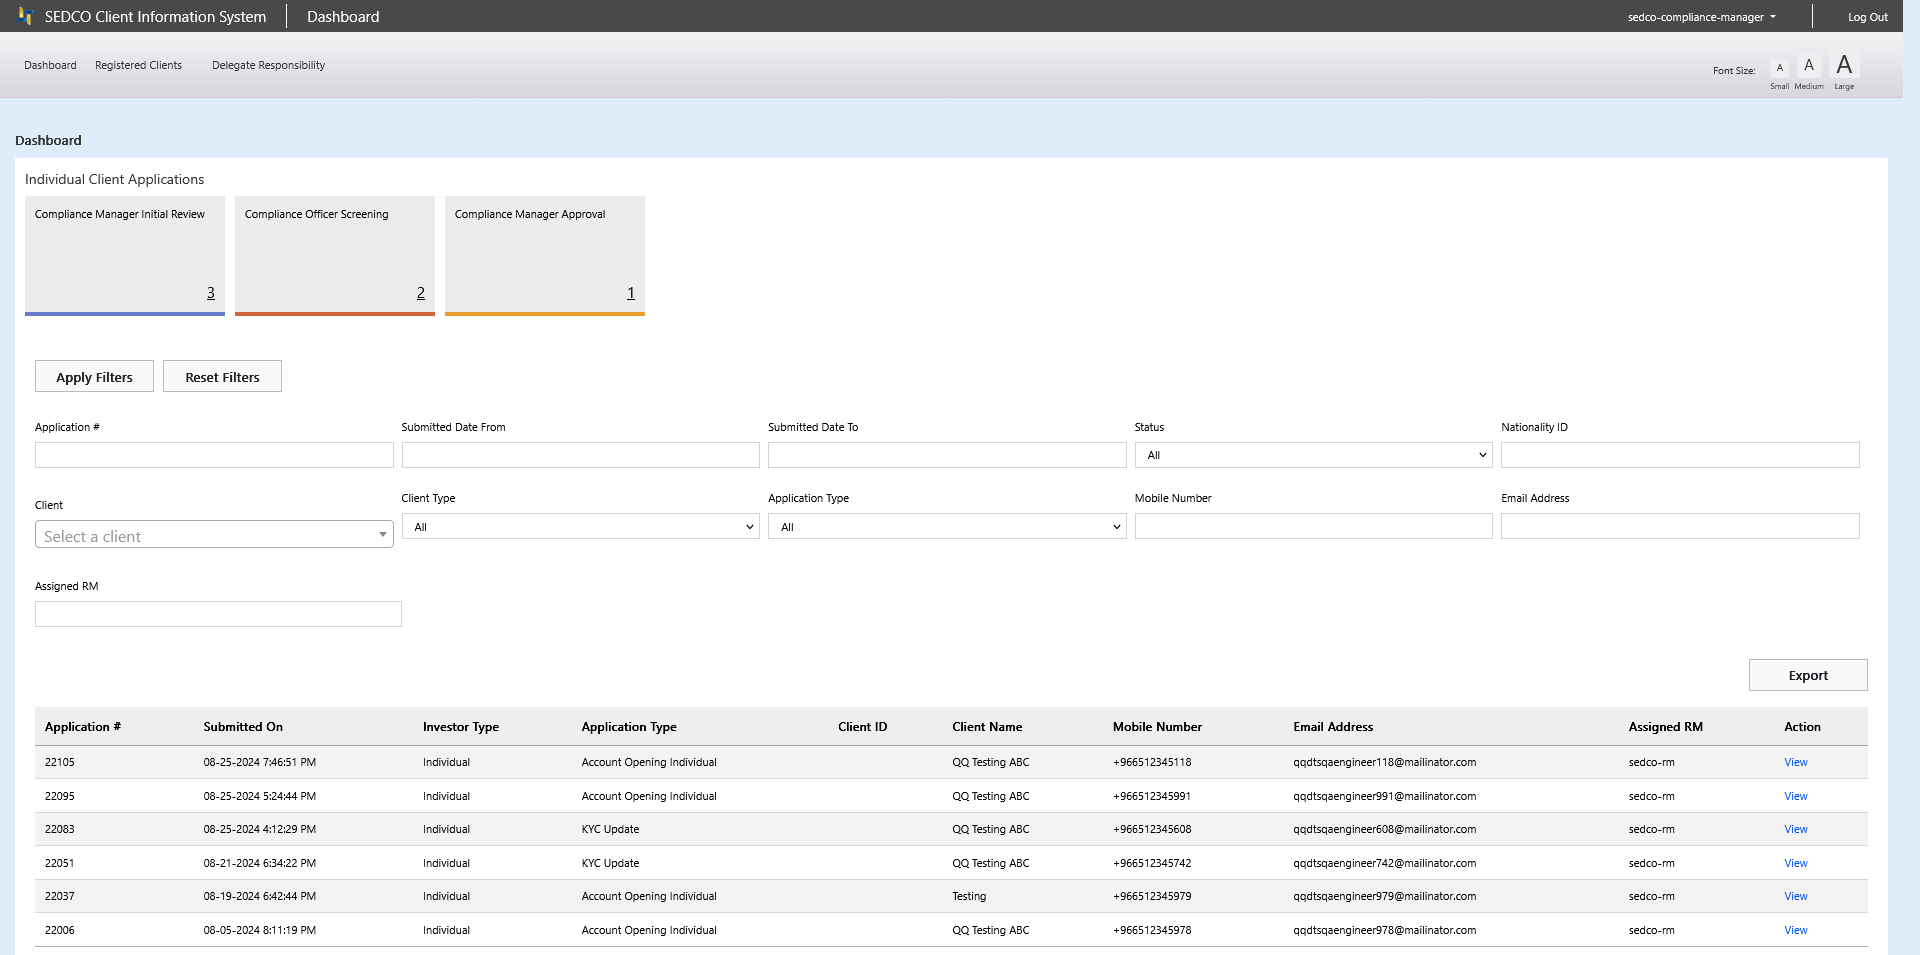 SEDCO Client Information System Dashboard sedco-compliance-manager Log Out
Dashboard Registered Clients Delegate Responsibility Font Size: A Small A Medium A Large
Dashboard
Individual Client Applications
Compliance Manager Initial Review 3
Compliance Officer Screening 2
Compliance Manager Approval 1
Apply Filters Reset Filters
Application # Submitted Date From Submitted Date To Status Nationality ID
All
Client Client Type Application Type Mobile Number Email Address
Select a client All All
Assigned RM
Export
Application # Submitted On Investor Type Application Type Client ID Client Name Mobile Number Email Address Assigned RM Action
22105 08-25-2024 7:46:51 PM Individual Account Opening Individual QQ Testing ABC +966512345118 qqdtsqaengineer118@mailinator.com sedco-rm View
22095 08-25-2024 5:24:44 PM Individual Account Opening Individual QQ Testing ABC +966512345991 qqdtsqaengineer991@mailinator.com sedco-rm View
22083 08-25-2024 4:12:29 PM Individual KYC Update QQ Testing ABC +966512345608 qqdtsqaengineer608@mailinator.com sedco-rm View
22051 08-21-2024 6:34:22 PM Individual KYC Update QQ Testing ABC +966512345742 qqdtsqaengineer742@mailinator.com sedco-rm View
22037 08-19-2024 6:42:44 PM Individual Account Opening Individual Testing +966512345979 qqdtsqaengineer979@mailinator.com sedco-rm View
22006 08-05-2024 8:11:19 PM Individual Account Opening Individual QQ Testing ABC +966512345978 qqdtsqaengineer978@mailinator.com sedco-rm View